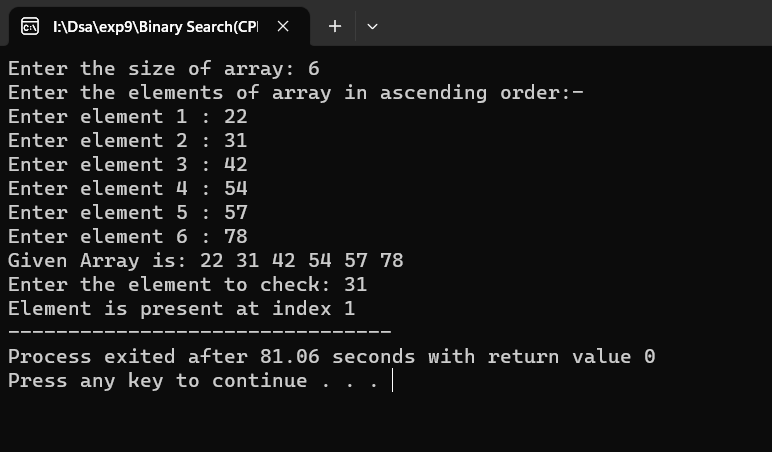 I:\Dsa\exp9\Binary Search(CPI
Enter the size of array: 6
Enter the elements of array in ascending order:-
Enter element 1 : 22
Enter element 2 : 31
Enter element 3 : 42
Enter element 4 : 54
Enter element 5 : 57
Enter element 6 : 78
Given Array is: 22 31 42 54 57 78
Enter the element to check: 31
Element is present at index 1
--------------------------------
Process exited after 81.06 seconds with return value 0
Press any key to continue . . .